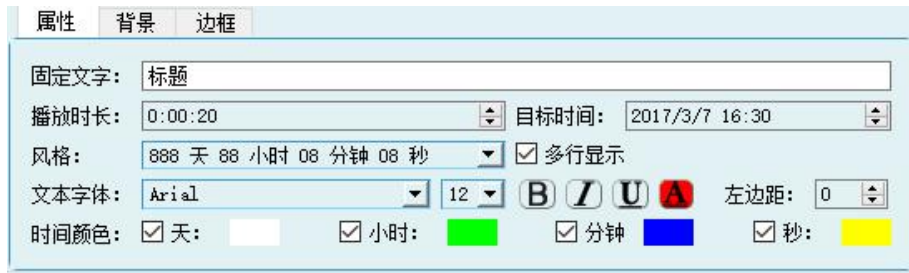 属性 背景 边框
固定文字: 标题
播放时长: 0:00:20 目标时间: 2017/3/7 16:30
风格: 888 天 88 小时 08 分钟 08 秒 多行显示
文本字体: Arial 12 B I U A 左边距: 0
时间颜色: 天: 小时: 分钟 秒: